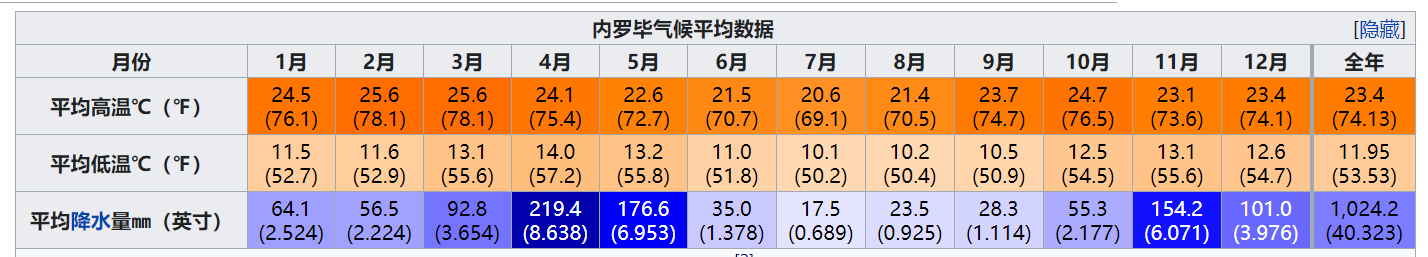 内罗毕气候平均数据 [隐藏]
月份 1月 2月 3月 4月 5月 6月 7月 8月 9月 10月 11月 12月 全年
平均高温℃（℉） 24.5 25.6 25.6 24.1 22.6 21.5 20.6 21.4 23.7 24.7 23.1 23.4 23.4
(76.1) (78.1) (78.1) (75.4) (72.7) (70.7) (69.1) (70.5) (74.7) (76.5) (73.6) (74.1) (74.13)
平均低温℃（℉） 11.5 11.6 13.1 14.0 13.2 11.0 10.1 10.2 10.5 12.5 13.1 12.6 11.95
(52.7) (52.9) (55.6) (57.2) (55.8) (51.8) (50.2) (50.4) (50.9) (54.5) (55.6) (54.7) (53.53)
平均降水量㎜（英寸） 64.1 56.5 92.8 219.4 176.6 35.0 17.5 23.5 28.3 55.3 154.2 101.0 1,024.2
(2.524) (2.224) (3.654) (8.638) (6.953) (1.378) (0.689) (0.925) (1.114) (2.177) (6.071) (3.976) (40.323)